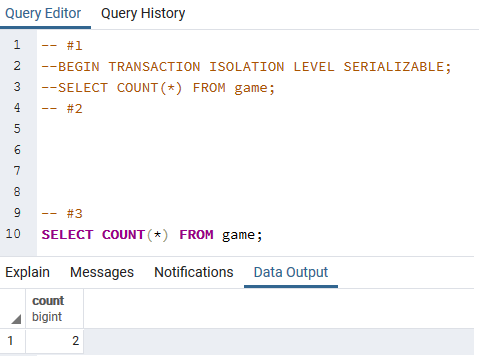 Query Editor Query History
1 -- #1
2 --BEGIN TRANSACTION ISOLATION LEVEL SERIALIZABLE;
3 --SELECT COUNT(*) FROM game;
4 -- #2
5
6
7
8
9 -- #3
10 SELECT COUNT(*) FROM game;
Explain Messages Notifications Data Output
count
bigint
1 2